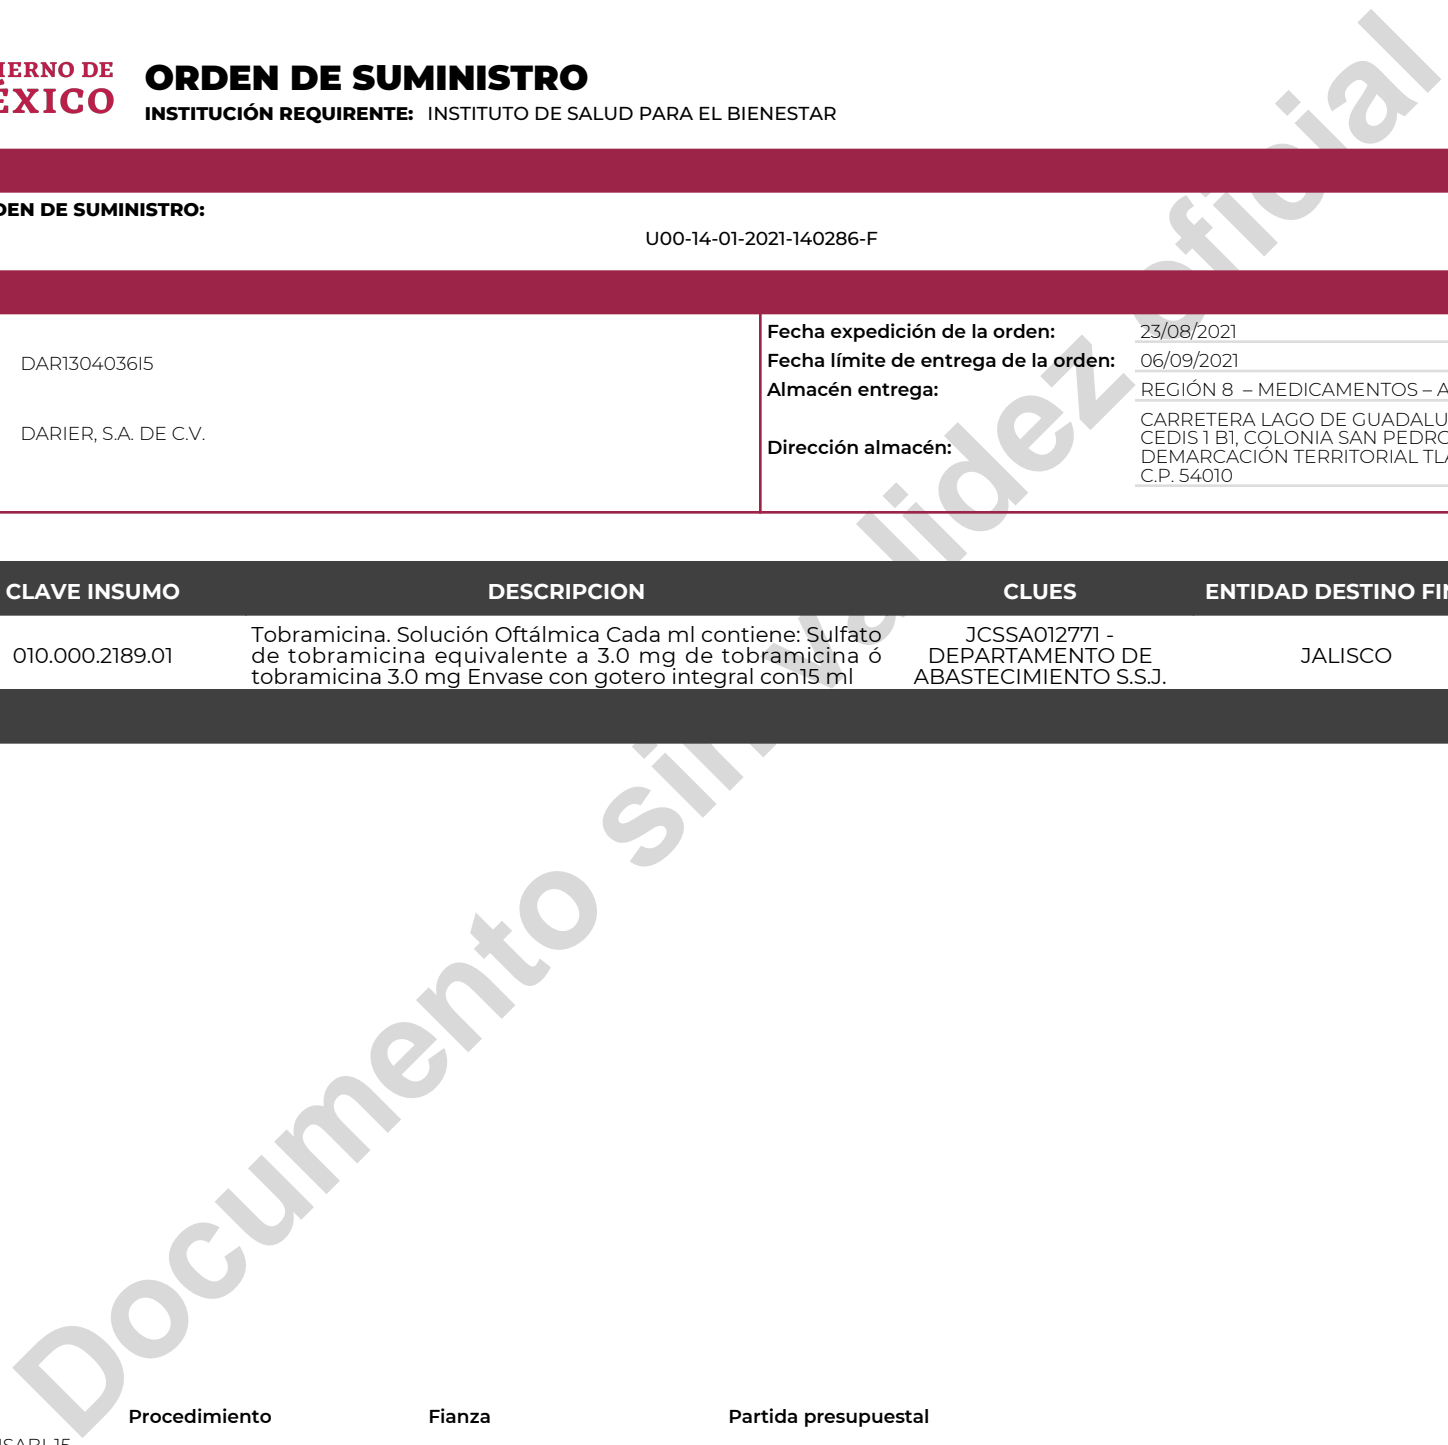 IERNO DE
ÉXICO
ORDEN DE SUMINISTRO
INSTITUCIÓN REQUIRENTE: INSTITUTO DE SALUD PARA EL BIENESTAR
DEN DE SUMINISTRO:
U00-14-01-2021-140286-F
DAR1304036I5
DARIER, S.A. DE C.V.
Fecha expedición de la orden: 23/08/2021
Fecha límite de entrega de la orden: 06/09/2021
Almacén entrega: REGIÓN 8 – MEDICAMENTOS – A
Dirección almacén:
CARRETERA LAGO DE GUADALU
CEDIS 1 B1, COLONIA SAN PEDRO
DEMARCACIÓN TERRITORIAL TLA
C.P. 54010
CLAVE INSUMO DESCRIPCION CLUES ENTIDAD DESTINO FIN
010.000.2189.01
Tobramicina. Solución Oftálmica Cada ml contiene: Sulfato
de tobramicina equivalente a 3.0 mg de tobramicina ó
tobramicina 3.0 mg Envase con gotero integral con15 ml
JCSSA012771 -
DEPARTAMENTO DE
ABASTECIMIENTO S.S.J.
JALISCO
Documento sin validez oficial
Procedimiento Fianza Partida presupuestal